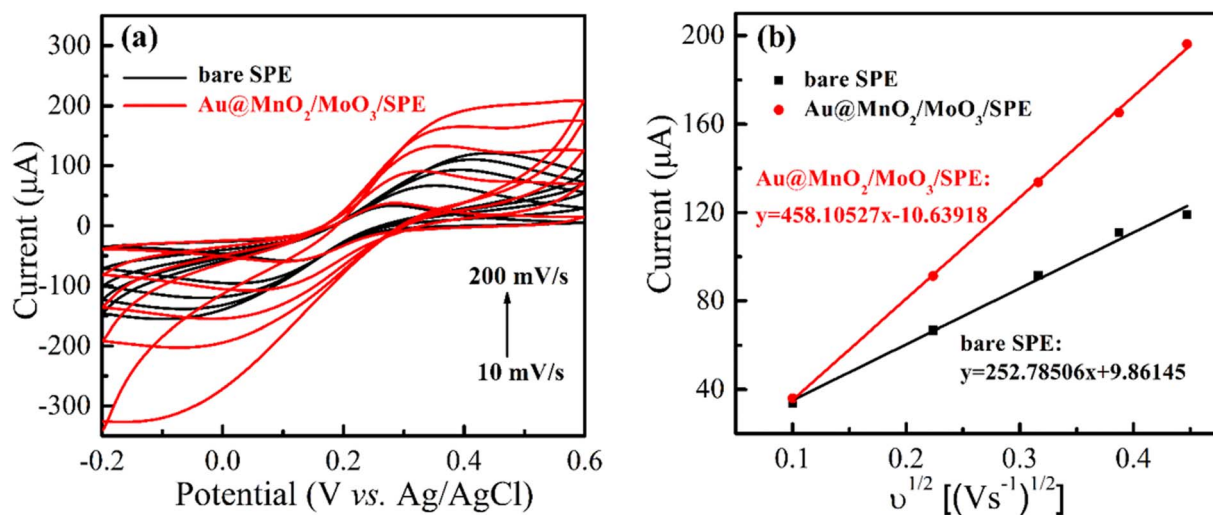 (a)
bare SPE
Au@MnO₂/MoO₃/SPE
300
200
100
0
-100
-200
-300
Current (µA)
200 mV/s
10 mV/s
-0.2 0.0 0.2 0.4 0.6
Potential (V vs. Ag/AgCl)
(b)
bare SPE
Au@MnO₂/MoO₃/SPE
200
160
120
80
40
Current (µA)
Au@MnO₂/MoO₃/SPE:
y=458.10527x-10.63918
bare SPE:
y=252.78506x+9.86145
0.1 0.2 0.3 0.4
υ¹/² [(Vs⁻¹)¹/²]